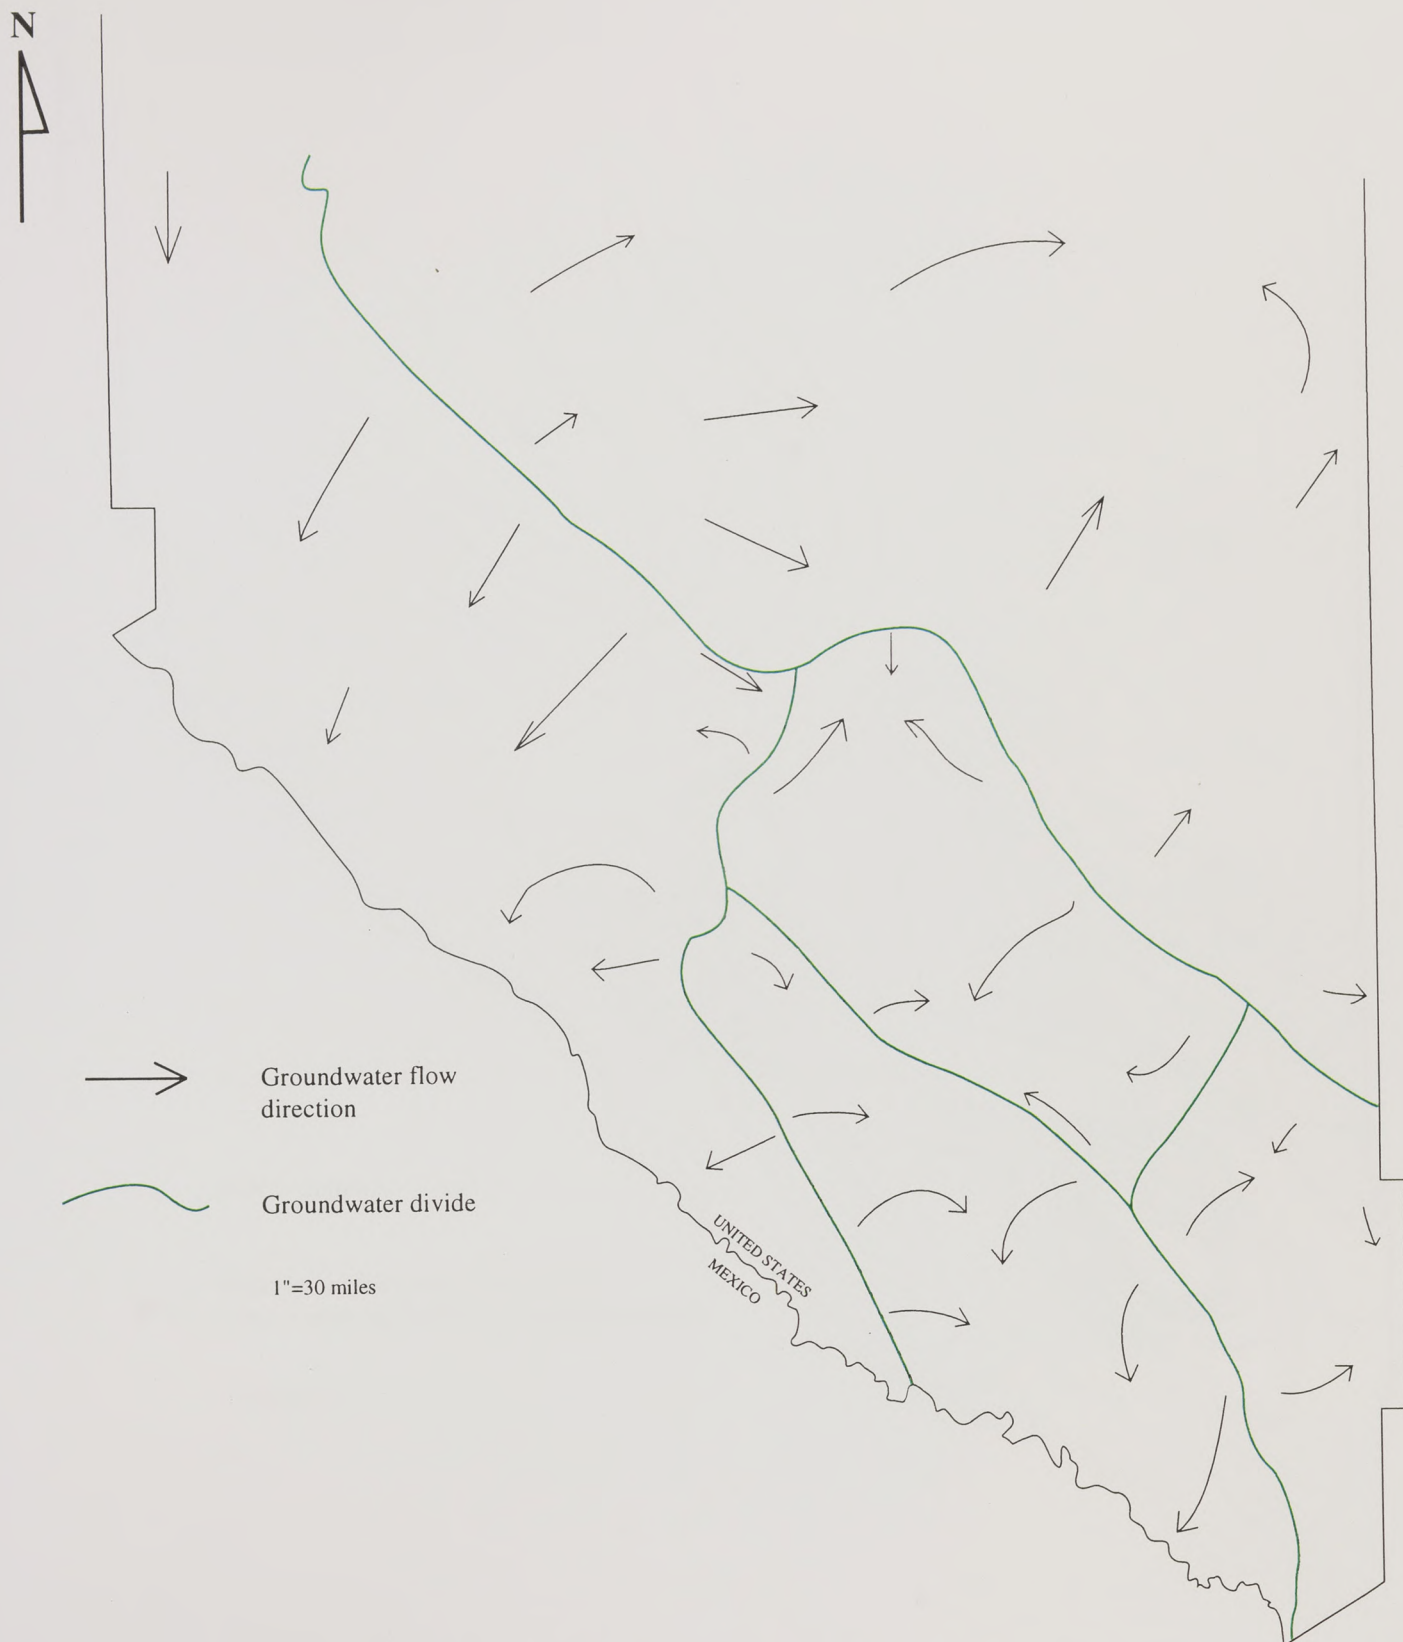 N
Groundwater flow
direction
Groundwater divide
1"=30 miles
UNITED STATES
MEXICO